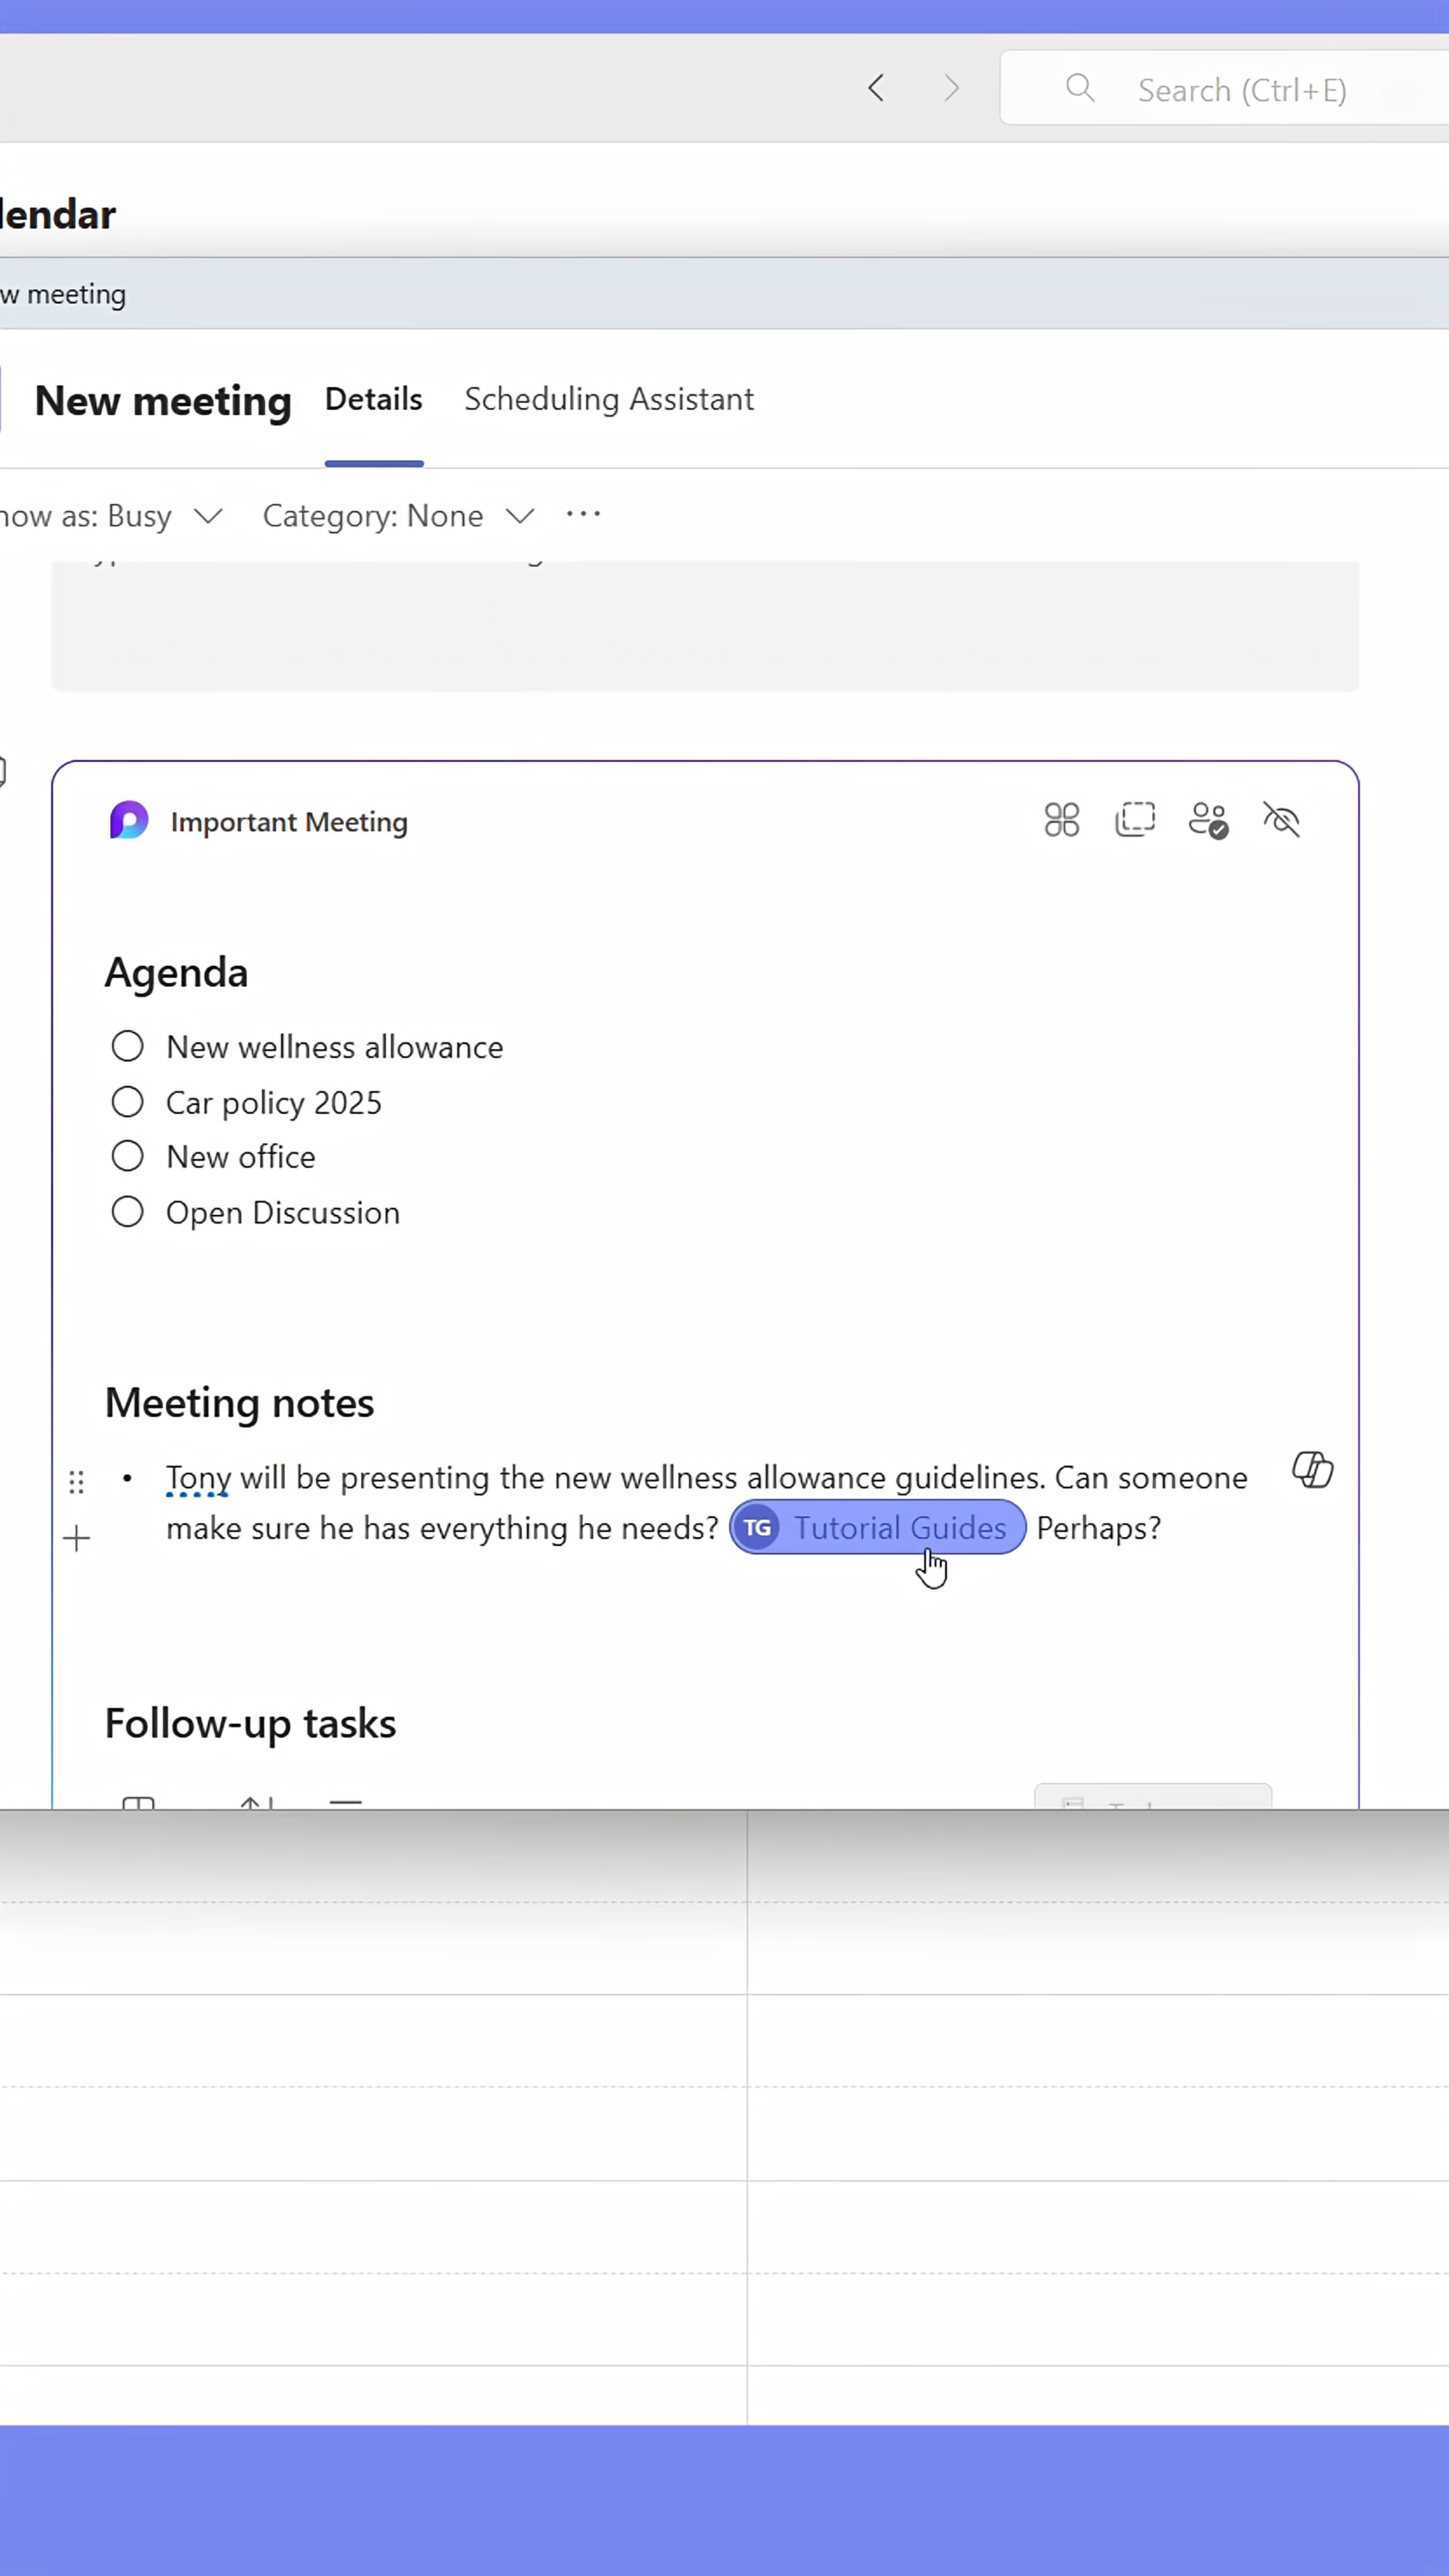 Search (Ctrl+E)
lendar
w meeting
New meeting Details Scheduling Assistant
how as: Busy Category: None
Important Meeting
Agenda
New wellness allowance
Car policy 2025
New office
Open Discussion
Meeting notes
• Tony will be presenting the new wellness allowance guidelines. Can someone
make sure he has everything he needs? TG Tutorial Guides Perhaps?
Follow-up tasks